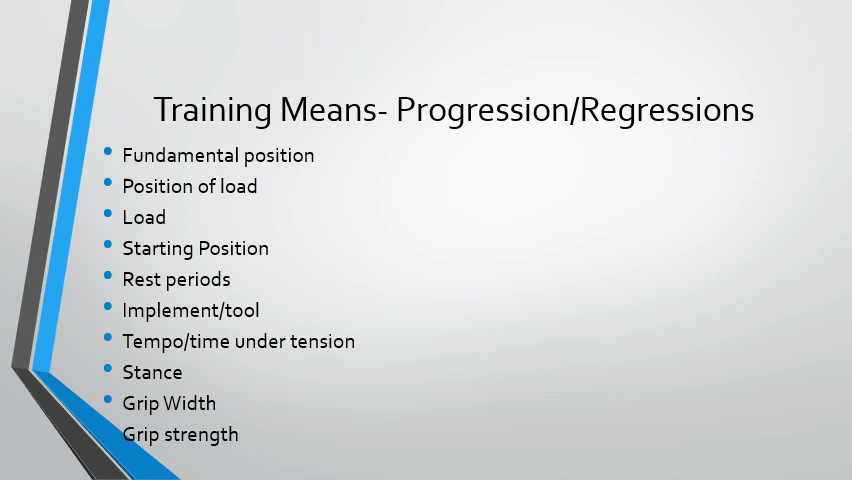 Training Means- Progression/Regressions
• Fundamental position
• Position of load
• Load
• Starting Position
• Rest periods
• Implement/tool
• Tempo/time under tension
• Stance
• Grip Width
Grip strength